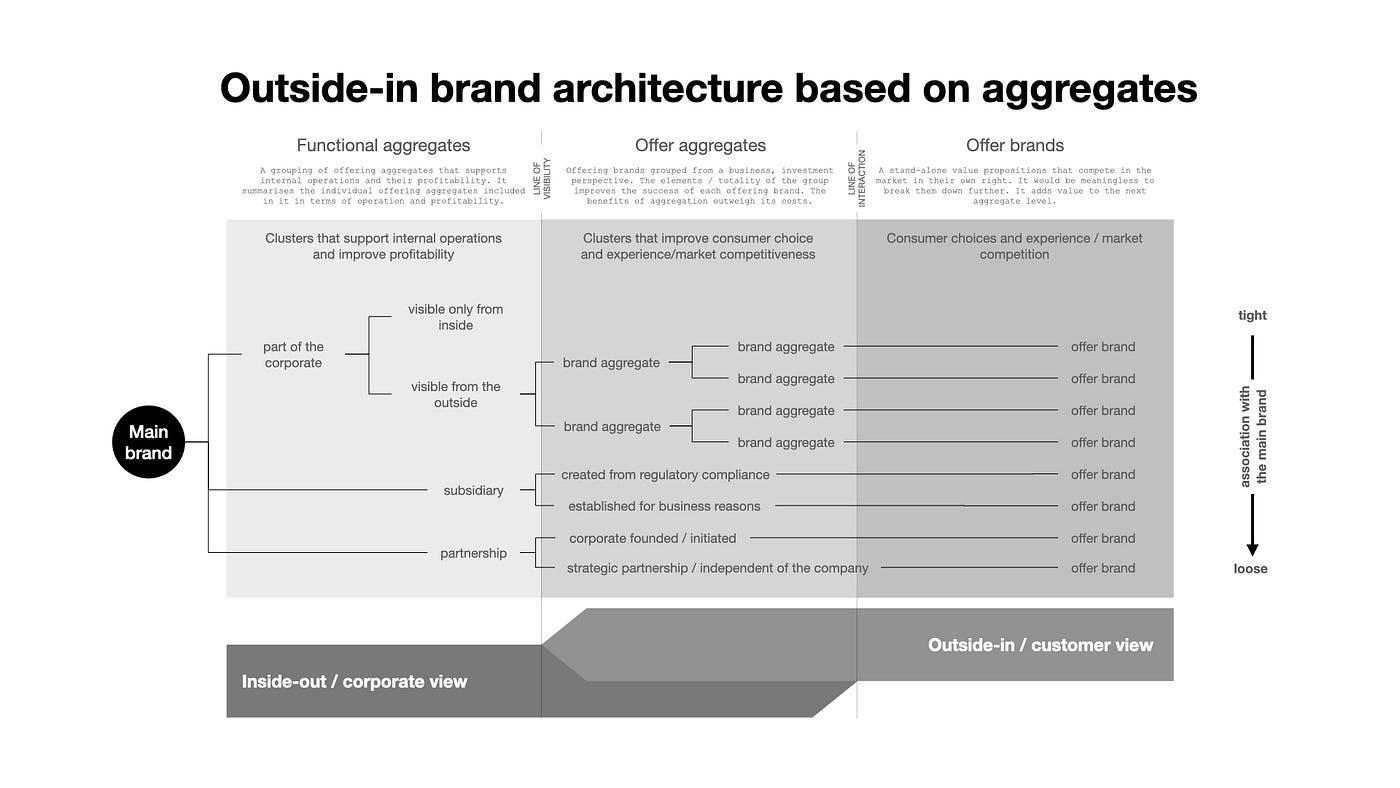 Outside-in brand architecture based on aggregates
Functional aggregates
A grouping of offering aggregates that supports
internal operations and their profitability. It
summarises the individual offering aggregates included
in it in terms of operation and profitability.
LINE OF
VISIBILITY
Offer aggregates
Offering brands grouped from a business, investment
perspective. The elements / totality of the group
improves the success of each offering brand. The
benefits of aggregation outweigh its costs.
LINE OF
INTERACTION
Offer brands
A stand-alone value propositions that compete in the
market in their own right. It would be meaningless to
break them down further. It adds value to the next
aggregate level.
Clusters that support internal operations
and improve profitability
Clusters that improve consumer choice
and experience/market competitiveness
Consumer choices and experience / market
competition
Main
brand
part of the
corporate
visible only from
inside
visible from the
outside
subsidiary
partnership
brand aggregate
brand aggregate
brand aggregate
brand aggregate
brand aggregate
brand aggregate
created from regulatory compliance
established for business reasons
corporate founded / initiated
strategic partnership / independent of the company
offer brand
offer brand
offer brand
offer brand
offer brand
offer brand
offer brand
offer brand
tight
association with
the main brand
loose
Outside-in / customer view
Inside-out / corporate view